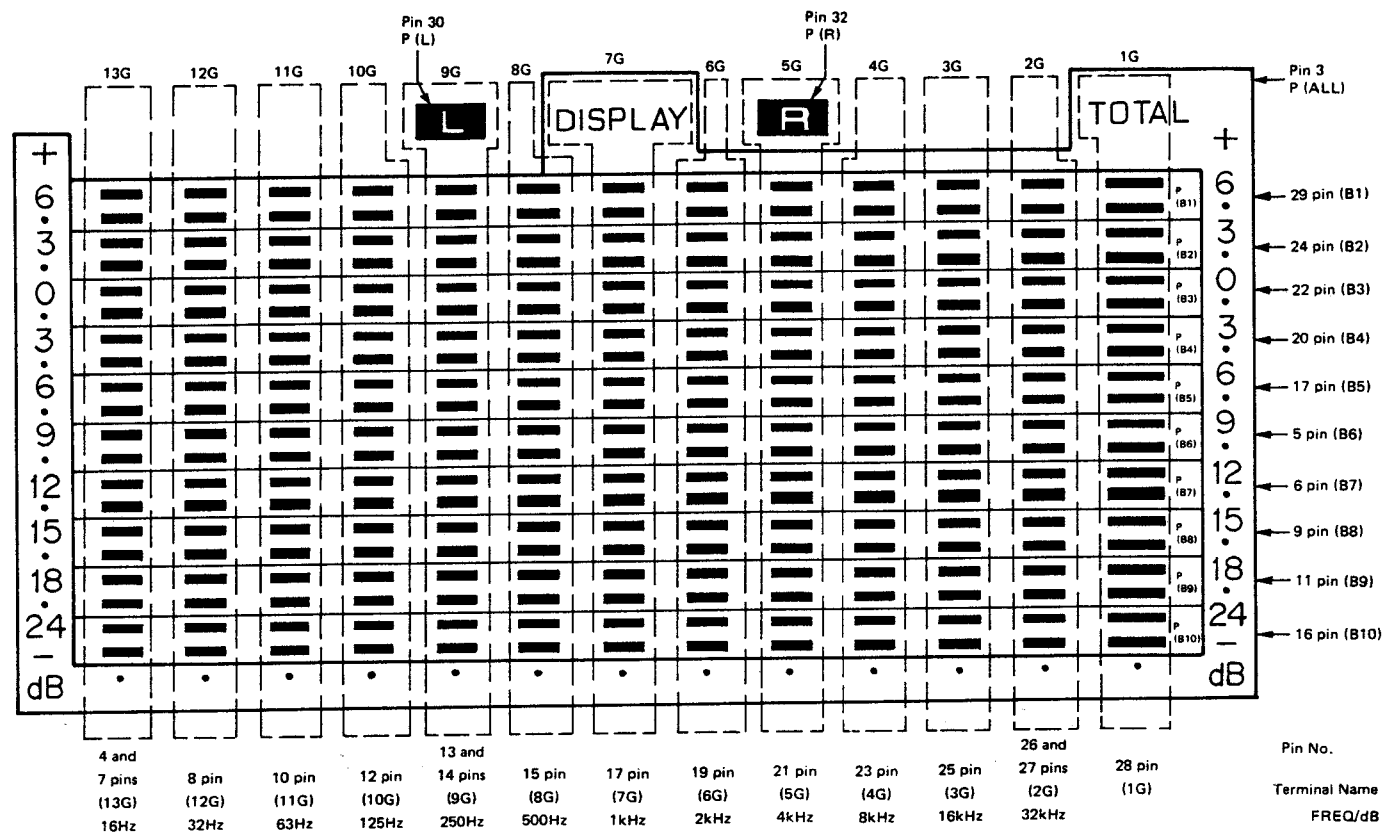 Pin 30
P (L)
Pin 32
P (R)
13G 12G 11G 10G 9G 8G 7G 6G 5G 4G 3G 2G 1G
Pin 3
P (ALL)
L DISPLAY R TOTAL
+ +
6 P (B1) 6 29 pin (B1)
3 P (B2) 3 24 pin (B2)
0 P (B3) 0 22 pin (B3)
3 P (B4) 3 20 pin (B4)
6 P (B5) 6 17 pin (B5)
9 P (B6) 9 5 pin (B6)
12 P (B7) 12 6 pin (B7)
15 P (B8) 15 9 pin (B8)
18 P (B9) 18 11 pin (B9)
24 P (B10) 24 16 pin (B10)
− −
dB dB
4 and 13 and 26 and Pin No.
7 pins 8 pin 10 pin 12 pin 14 pins 15 pin 17 pin 19 pin 21 pin 23 pin 25 pin 27 pins 28 pin
(13G) (12G) (11G) (10G) (9G) (8G) (7G) (6G) (5G) (4G) (3G) (2G) (1G) Terminal Name
16Hz 32Hz 63Hz 125Hz 250Hz 500Hz 1kHz 2kHz 4kHz 8kHz 16kHz 32kHz FREQ/dB